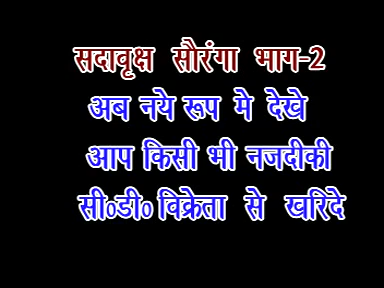 सदावृक्ष सौरंगा भाग-2
अब नये रूप मे देखे
आप किसी भी नजदीकी
सी०डी० विक्रेता से खरिदे